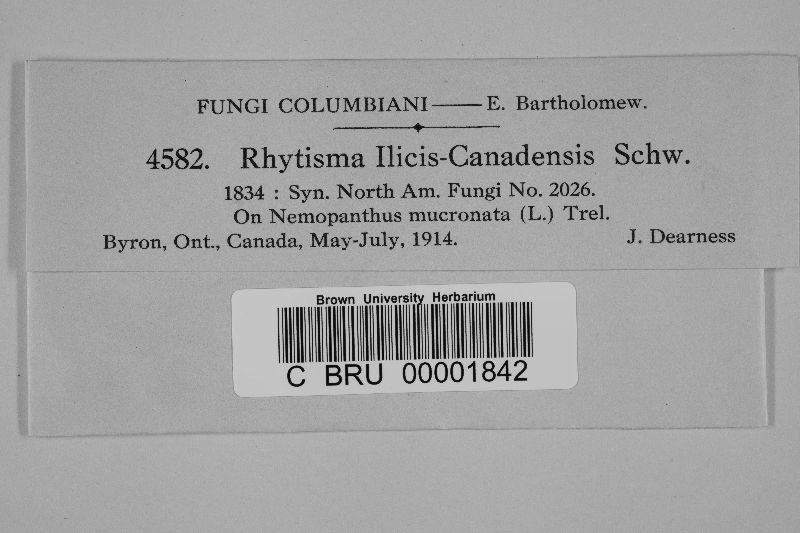 FUNGI COLUMBIANI——E. Bartholomew.
4582. Rhytisma Ilicis-Canadensis Schw.
1834 : Syn. North Am. Fungi No. 2026.
On Nemopanthus mucronata (L.) Trel.
Byron, Ont., Canada, May-July, 1914. J. Dearness
Brown University Herbarium
C BRU 00001842